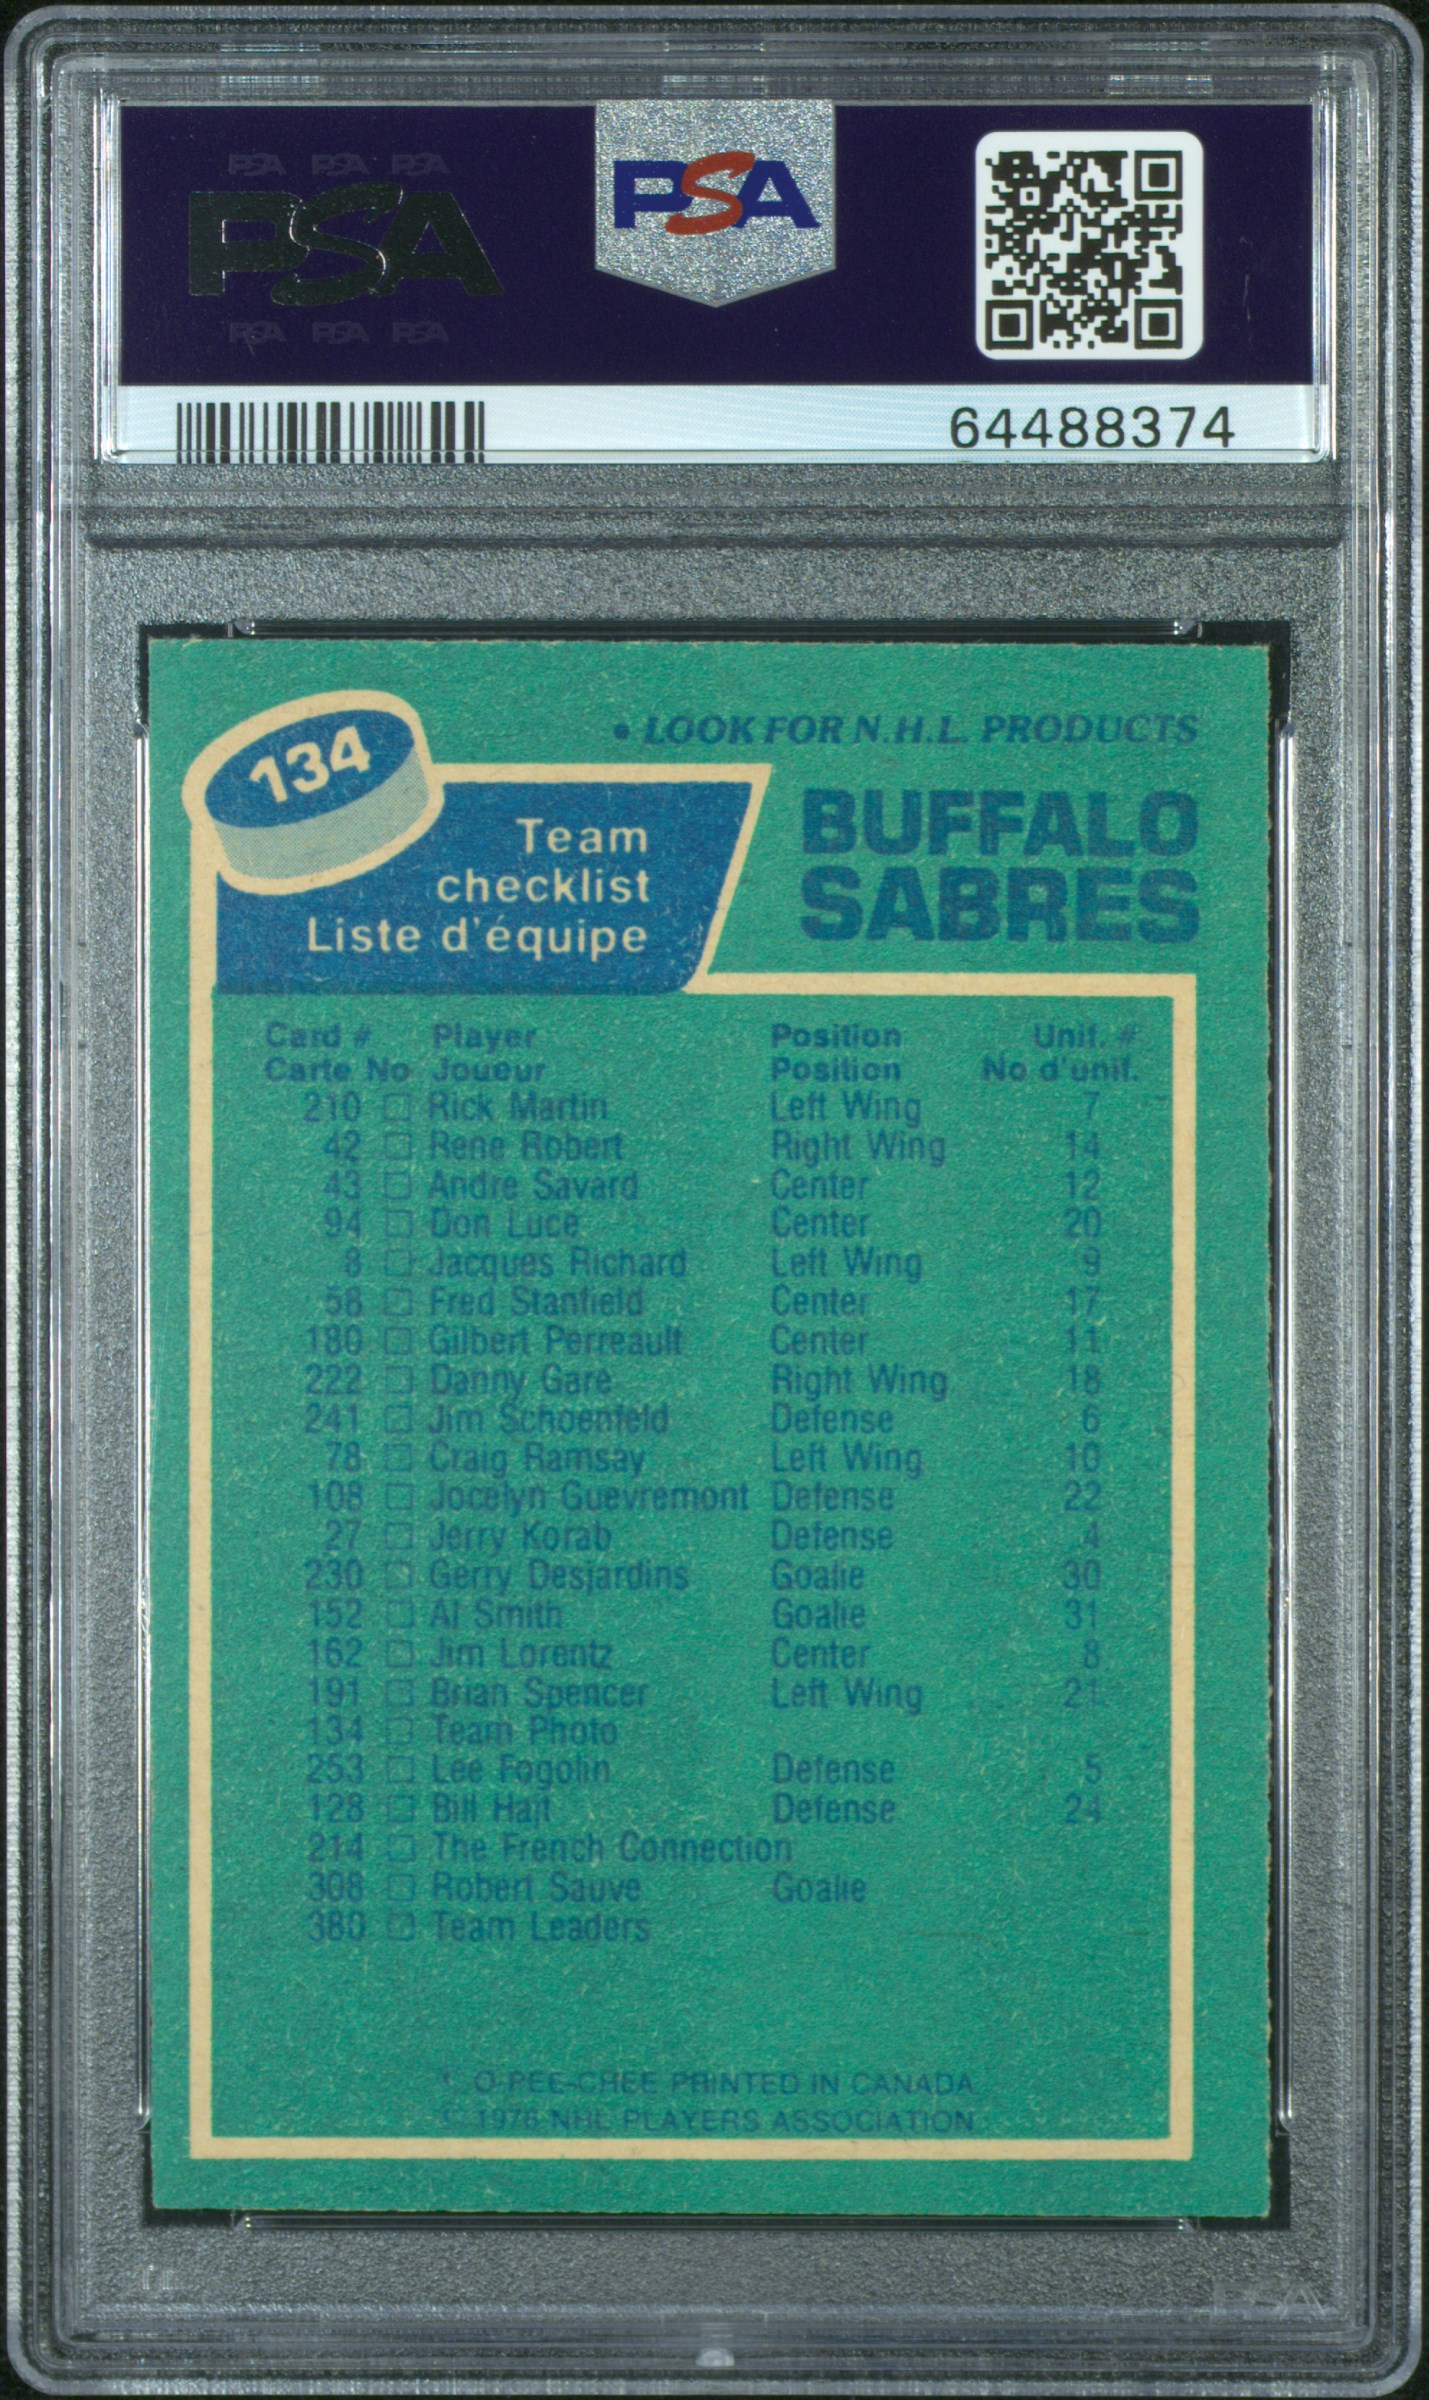 PSA PSA PSA
PSA
PSA PSA PSA
PSA
64488374
134
• LOOK FOR N.H.L. PRODUCTS
BUFFALO
SABRES
Team
checklist
Liste d'équipe
Card # Player Position Unif. #
Carte No Joueur Position No d'unif.
210 Rick Martin Left Wing 7
42 Rene Robert Right Wing 14
43 Andre Savard Center 12
94 Don Luce Center 20
8 Jacques Richard Left Wing 9
58 Fred Stanfield Center 17
180 Gilbert Perreault Center 11
222 Danny Gare Right Wing 18
241 Jim Schoenfeld Defense 6
78 Craig Ramsay Left Wing 10
108 Jocelyn Guevremont Defense 22
27 Jerry Korab Defense 4
230 Gerry Desjardins Goalie 30
152 Al Smith Goalie 31
162 Jim Lorentz Center 8
191 Brian Spencer Left Wing 21
134 Team Photo
253 Lee Fogolin Defense 5
128 Bill Hajt Defense 24
214 The French Connection
308 Robert Sauve Goalie
380 Team Leaders
* O-PEE-CHEE PRINTED IN CANADA
© 1976 NHL PLAYERS ASSOCIATION